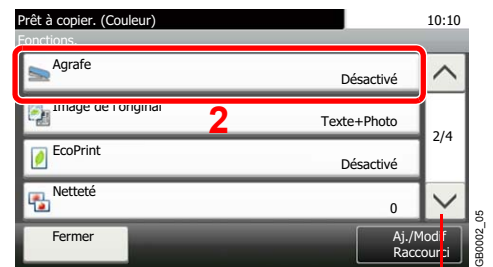 Prêt à copier. (Couleur) 10:10
Fonctions.
Agrafe
Désactivé
Image de l'original
2
Texte+Photo
2/4
EcoPrint
Désactivé
Netteté
0
Fermer
Aj./Modif
Raccourci
GB0002_05